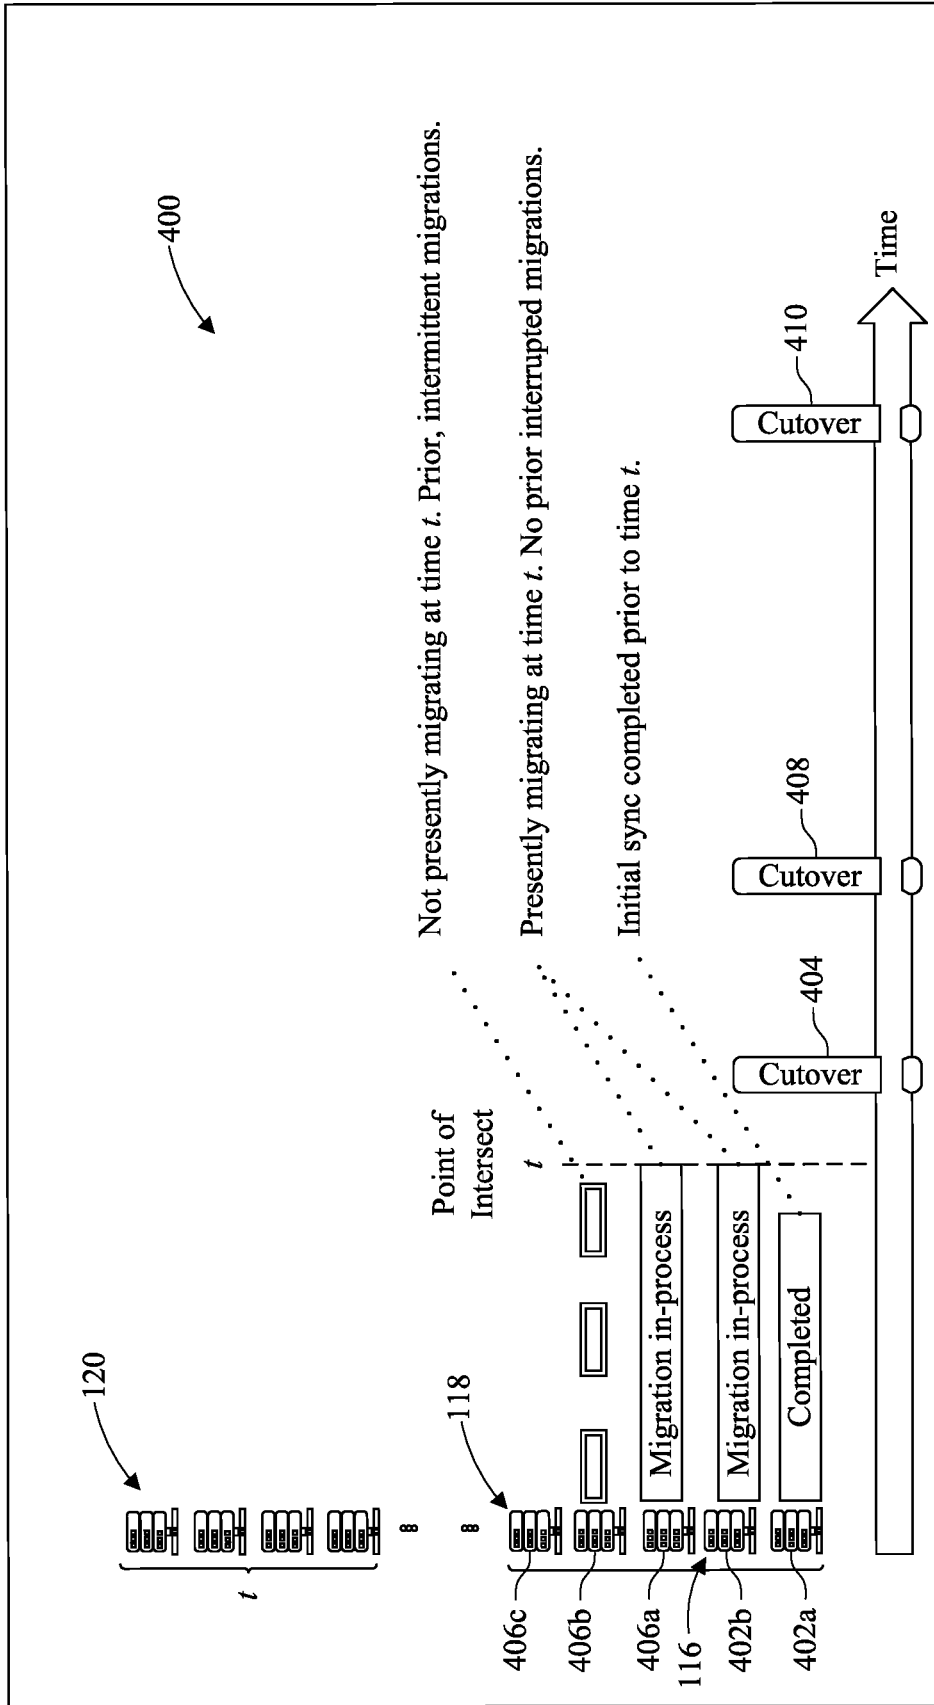 400
120
t
118
406c
406b
406a
116
402b
402a
Point of
Intersect
t
Not presently migrating at time t. Prior, intermittent migrations.
Presently migrating at time t. No prior interrupted migrations.
Initial sync completed prior to time t.
Migration in-process
Migration in-process
Completed
404
Cutover
408
Cutover
410
Cutover
Time